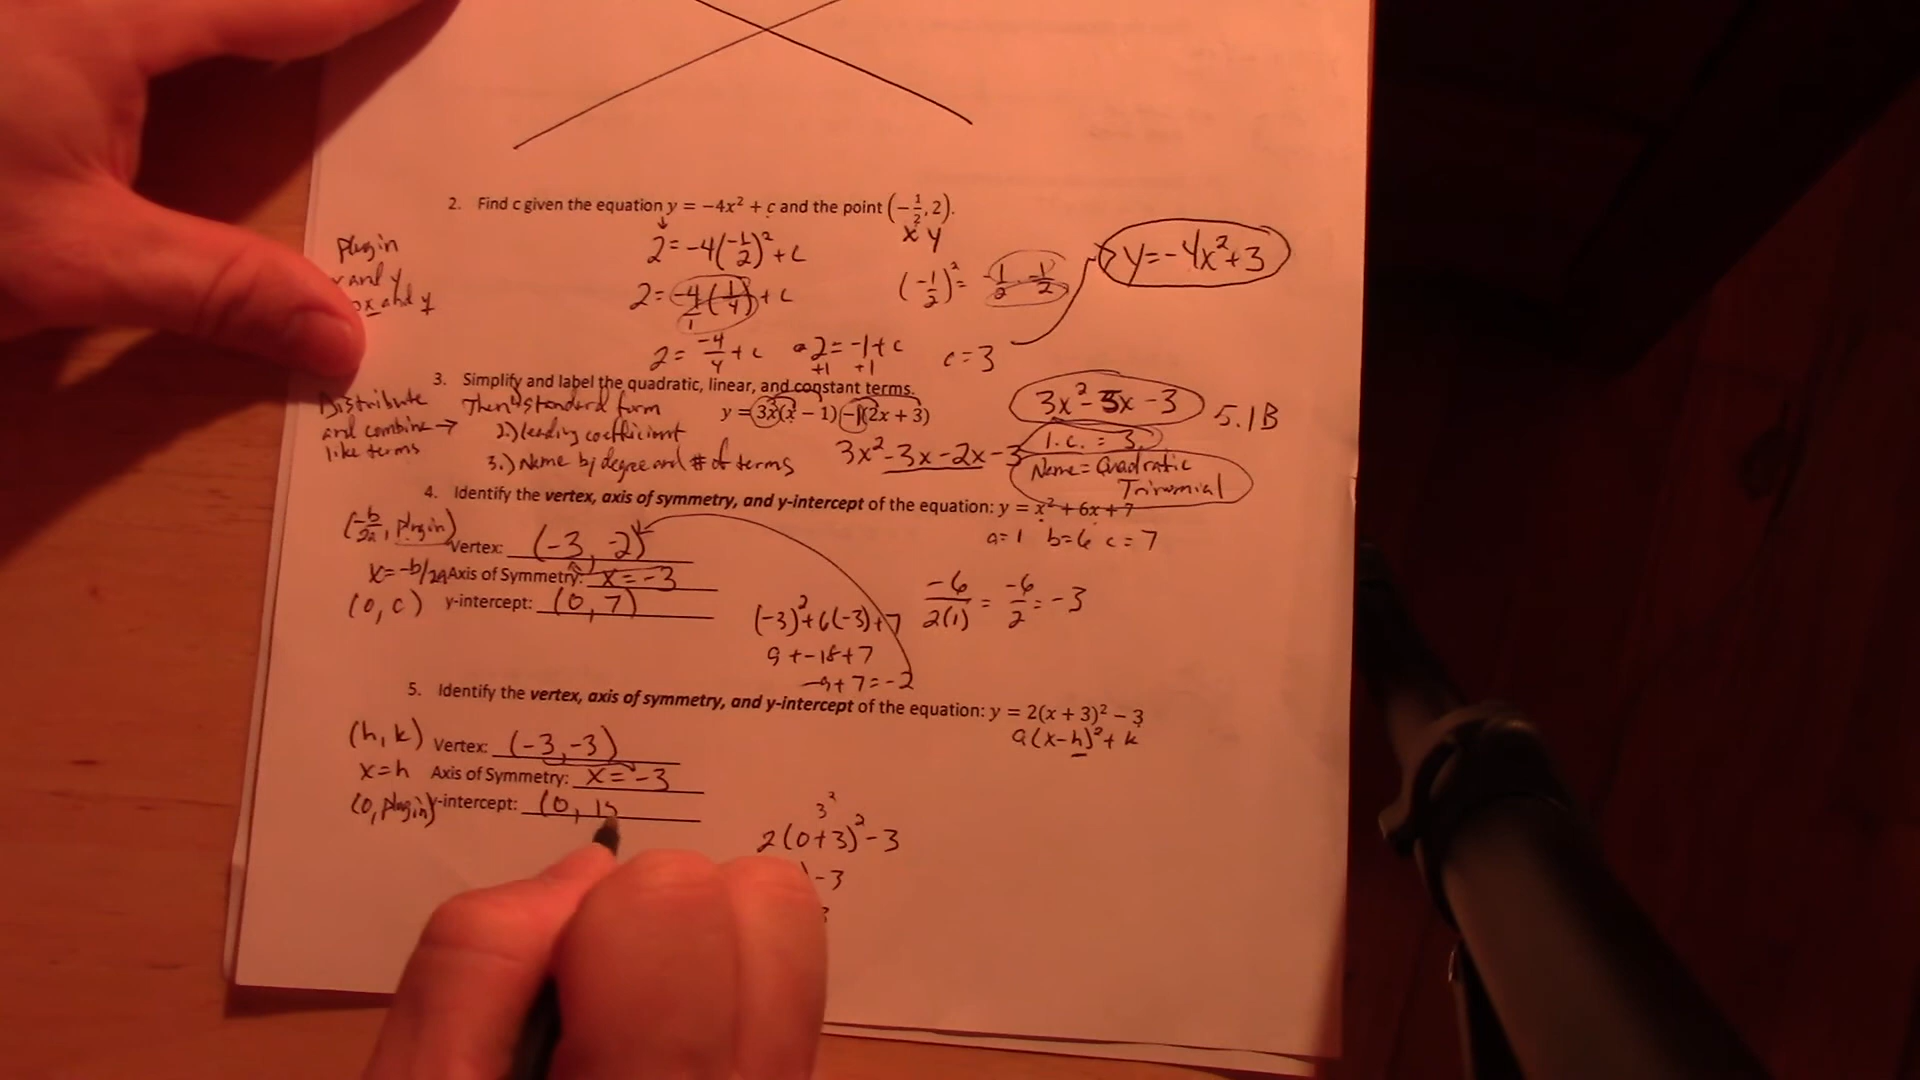 2. Find c given the equation y = −4x² + c and the point (−1/2, 2).
x y
plug in
x and y
2 = -4(-1/2)² + c
2 = -4/1(1/4) + c
(-1/2)² = -1/2 · -1/2
y = -4x² + 3
2 = -4/4 + c
2 = -1 + c
+1 +1
c = 3
3. Simplify and label the quadratic, linear, and constant terms.
Distribute
and combine →
like terms
Then standard form
2.) leading coefficient
3.) Name by degree and # of terms
y = 3x(x − 1)(−1(2x + 3)
3x² - 3x - 2x - 3
3x² - 5x - 3
5.1B
l.c. = 3
Name = Quadratic
Trinomial
4. Identify the vertex, axis of symmetry, and y-intercept of the equation: y = x² + 6x + 7
a=1 b=6 c=7
(-b/2a, plug in) Vertex: (-3, -2)
x=-b/2a Axis of Symmetry: x=-3
(0, c) y-intercept: (0, 7)
-6/2(1) = -6/2 = -3
(-3)²+6(-3)+7
9 + -18+7
-9+7=-2
5. Identify the vertex, axis of symmetry, and y-intercept of the equation: y = 2(x + 3)² − 3
a(x-h)²+k
(h, k) Vertex: (-3, -3)
x=h Axis of Symmetry: x=-3
(0, plug in) y-intercept: (0, 15
3²
2(0+3)²-3
-3